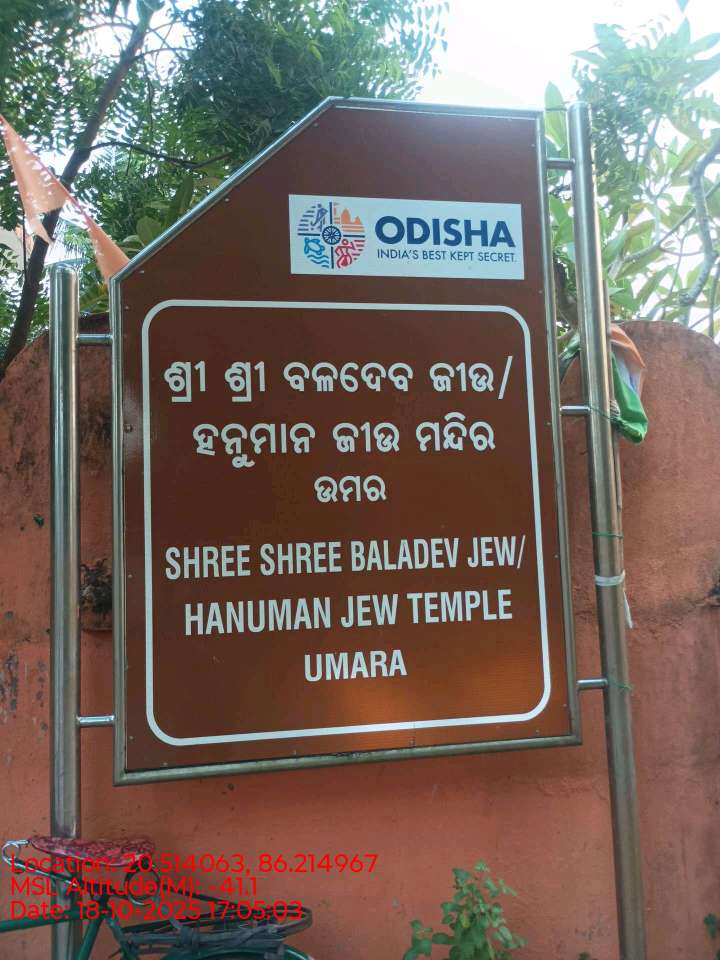 ODISHA
INDIA'S BEST KEPT SECRET.
ଶ୍ରୀ ଶ୍ରୀ ବଳଦେବ ଜୀଉ/
ହନୁମାନ ଜୀଉ ମନ୍ଦିର
ଉମର
SHREE SHREE BALADEV JEW/
HANUMAN JEW TEMPLE
UMARA
Location: 20.514063, 86.214967
MSL Altitude(M): -41.1
Date: 18-10-2025 17:05:03